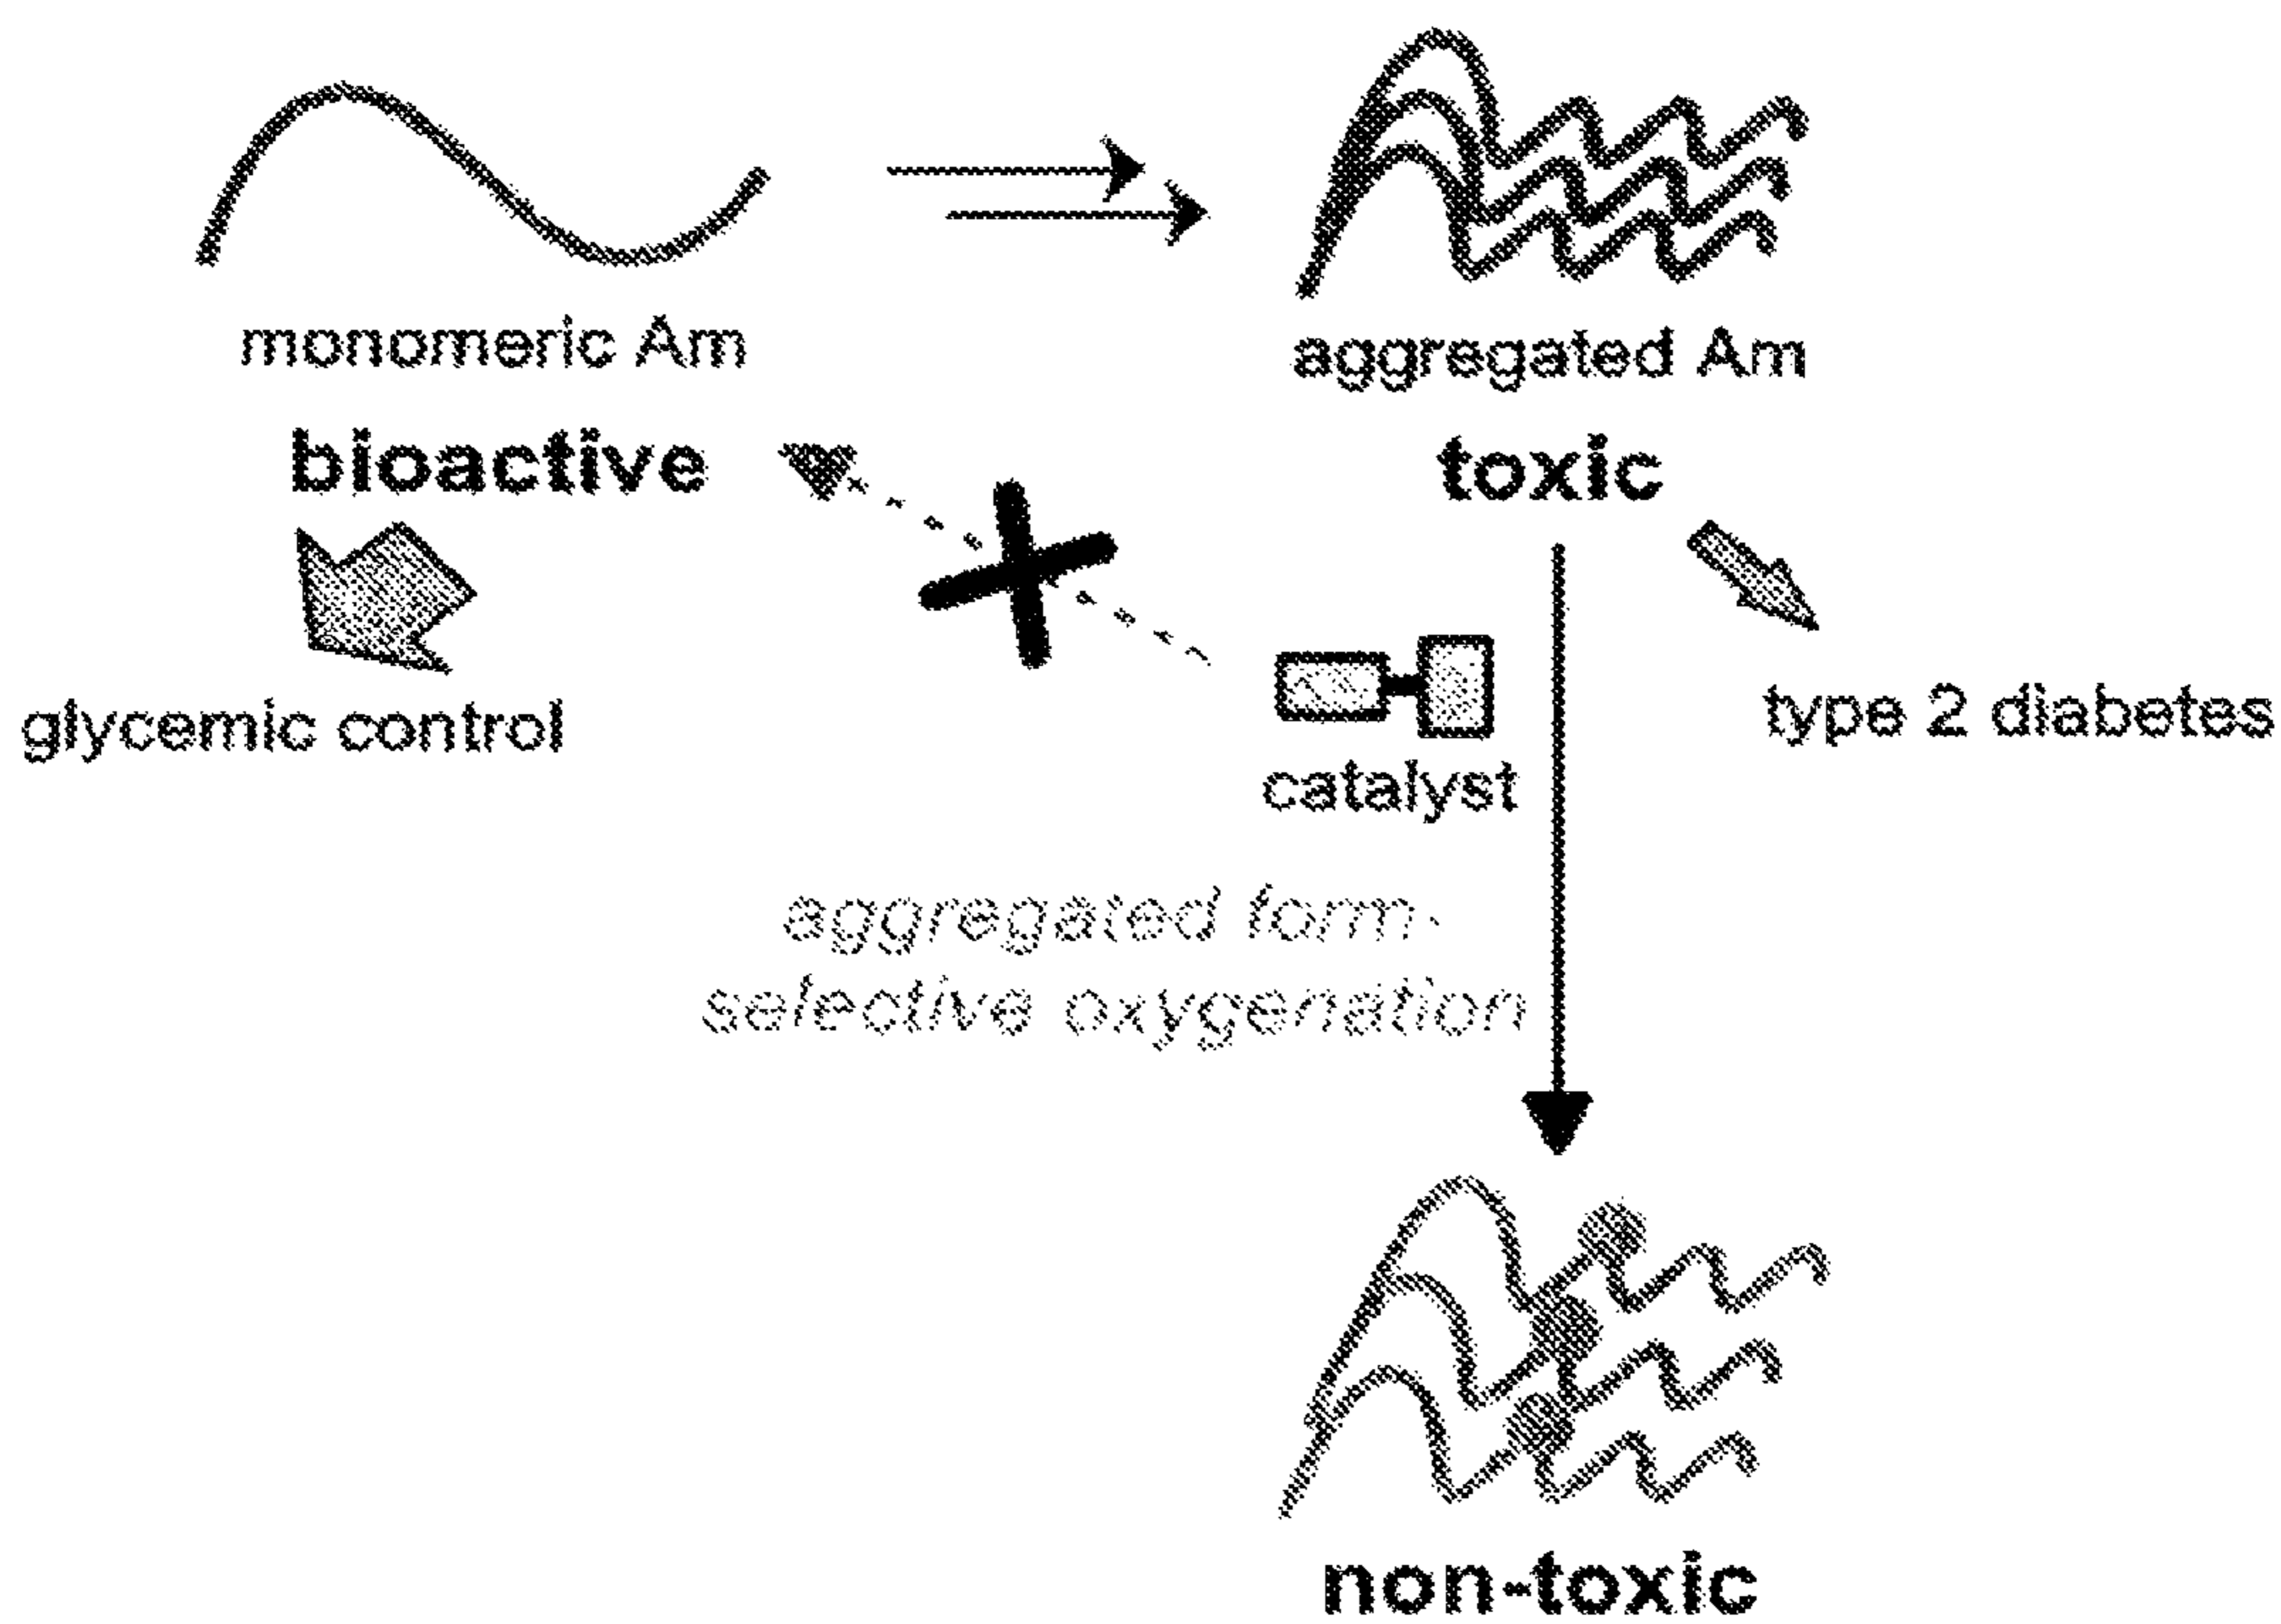 monomeric Am
aggregated Am
bioactive
toxic
glycemic control
type 2 diabetes
catalyst
aggregated form-
selective oxygenation
non-toxic